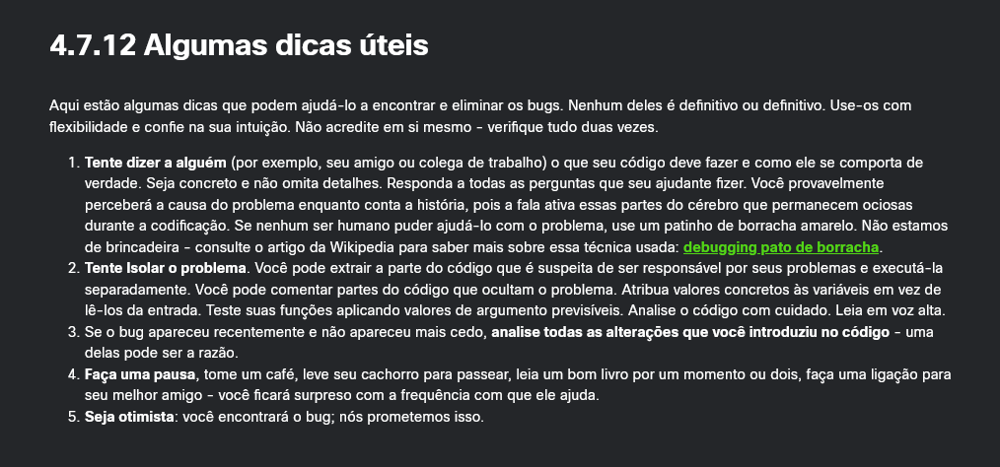 4.7.12 Algumas dicas úteis
Aqui estão algumas dicas que podem ajudá-lo a encontrar e eliminar os bugs. Nenhum deles é definitivo ou definitivo. Use-os com
flexibilidade e confie na sua intuição. Não acredite em si mesmo - verifique tudo duas vezes.
1. Tente dizer a alguém (por exemplo, seu amigo ou colega de trabalho) o que seu código deve fazer e como ele se comporta de
verdade. Seja concreto e não omita detalhes. Responda a todas as perguntas que seu ajudante fizer. Você provavelmente
perceberá a causa do problema enquanto conta a história, pois a fala ativa essas partes do cérebro que permanecem ociosas
durante a codificação. Se nenhum ser humano puder ajudá-lo com o problema, use um patinho de borracha amarelo. Não estamos
de brincadeira - consulte o artigo da Wikipedia para saber mais sobre essa técnica usada: debugging pato de borracha.
2. Tente Isolar o problema. Você pode extrair a parte do código que é suspeita de ser responsável por seus problemas e executá-la
separadamente. Você pode comentar partes do código que ocultam o problema. Atribua valores concretos às variáveis em vez de
lê-los da entrada. Teste suas funções aplicando valores de argumento previsíveis. Analise o código com cuidado. Leia em voz alta.
3. Se o bug apareceu recentemente e não apareceu mais cedo, analise todas as alterações que você introduziu no código - uma
delas pode ser a razão.
4. Faça uma pausa, tome um café, leve seu cachorro para passear, leia um bom livro por um momento ou dois, faça uma ligação para
seu melhor amigo - você ficará surpreso com a frequência com que ele ajuda.
5. Seja otimista: você encontrará o bug; nós prometemos isso.